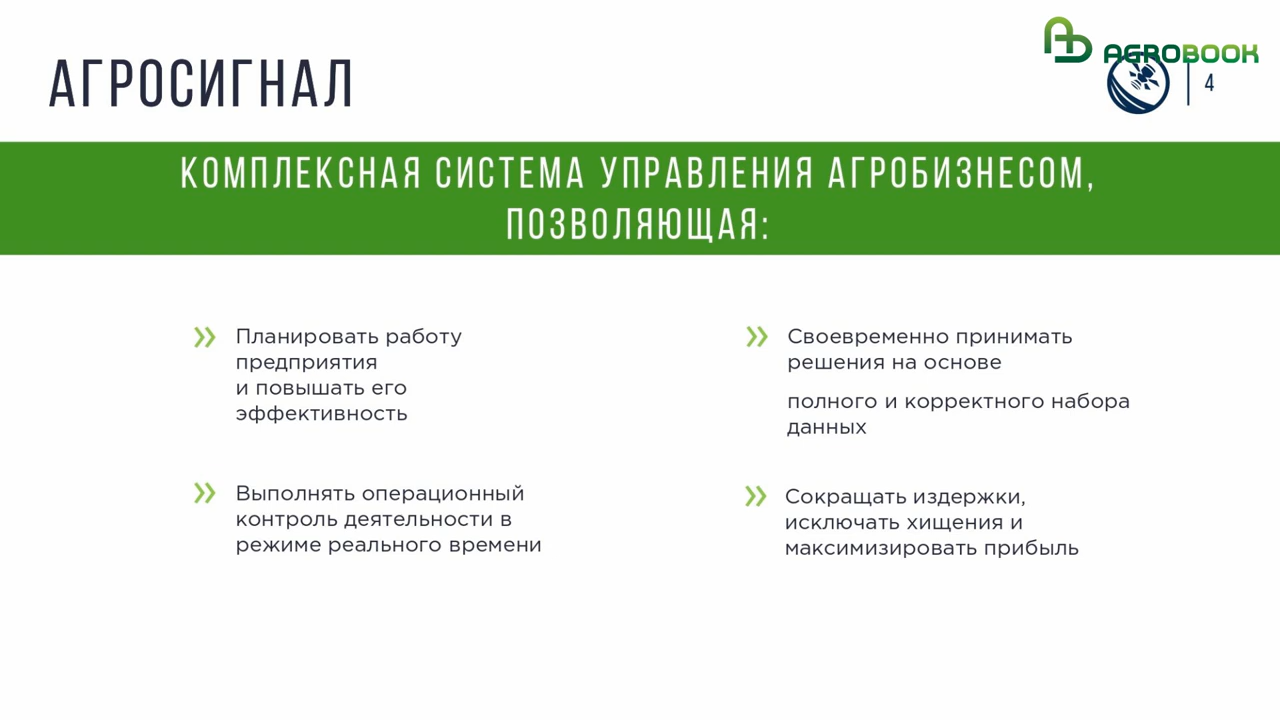 АГРОСИГНАЛ
AGROBOOK
4
КОМПЛЕКСНАЯ СИСТЕМА УПРАВЛЕНИЯ АГРОБИЗНЕСОМ,
ПОЗВОЛЯЮЩАЯ:
Планировать работу
предприятия
и повышать его
эффективность
Выполнять операционный
контроль деятельности в
режиме реального времени
Своевременно принимать
решения на основе
полного и корректного набора
данных
Сокращать издержки,
исключать хищения и
максимизировать прибыль